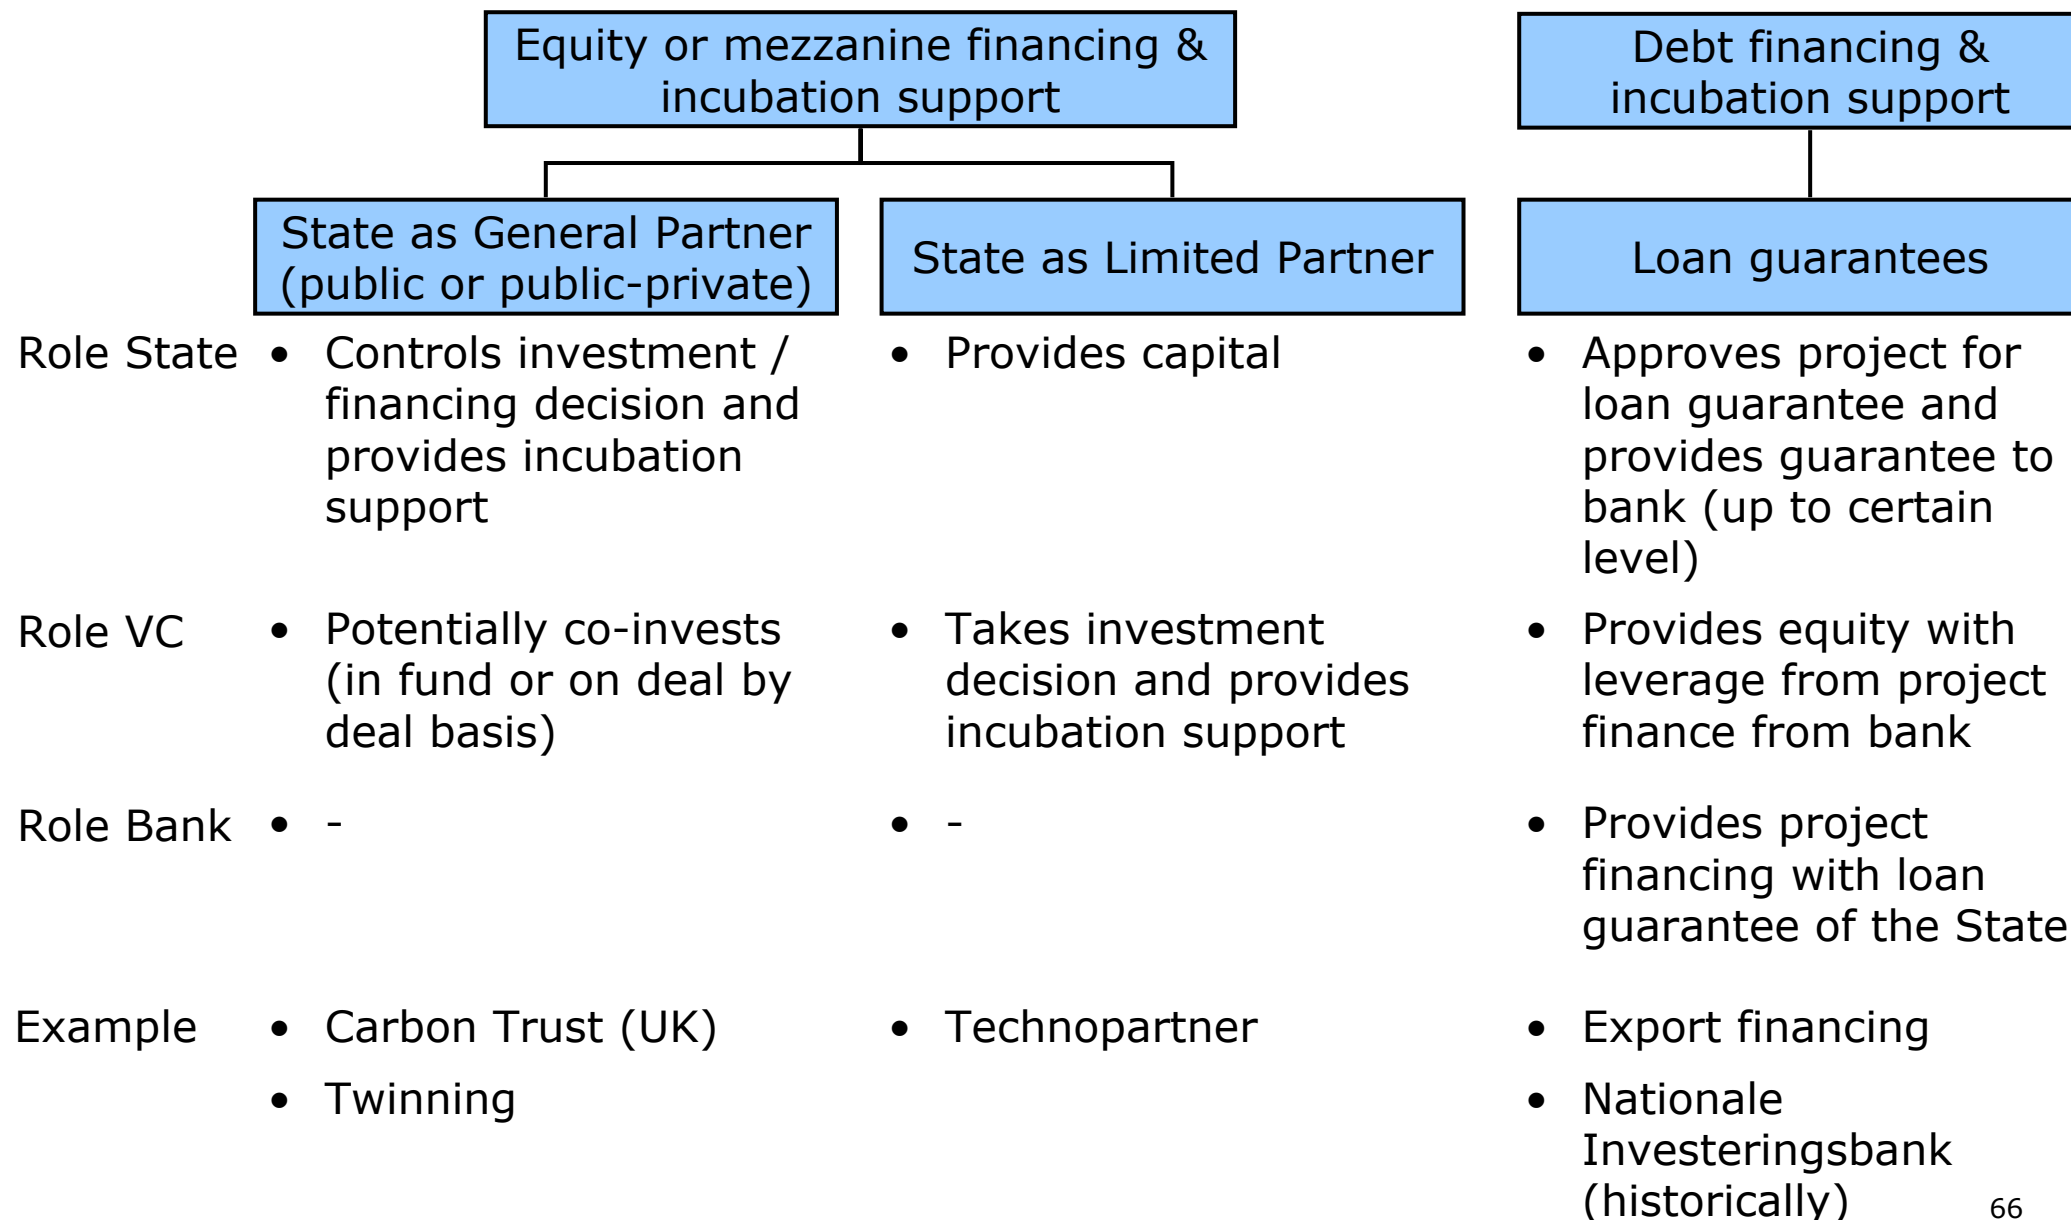 Equity or mezzanine financing &
incubation support
Debt financing &
incubation support
State as General Partner
(public or public-private)
State as Limited Partner
Loan guarantees
Role State
• Controls investment /
financing decision and
provides incubation
support
• Provides capital
• Approves project for
loan guarantee and
provides guarantee to
bank (up to certain
level)
Role VC
• Potentially co-invests
(in fund or on deal by
deal basis)
• Takes investment
decision and provides
incubation support
• Provides equity with
leverage from project
finance from bank
Role Bank
• -
• -
• Provides project
financing with loan
guarantee of the State
Example
• Carbon Trust (UK)
• Twinning
• Technopartner
• Export financing
• Nationale
Investeringsbank
(historically)
66